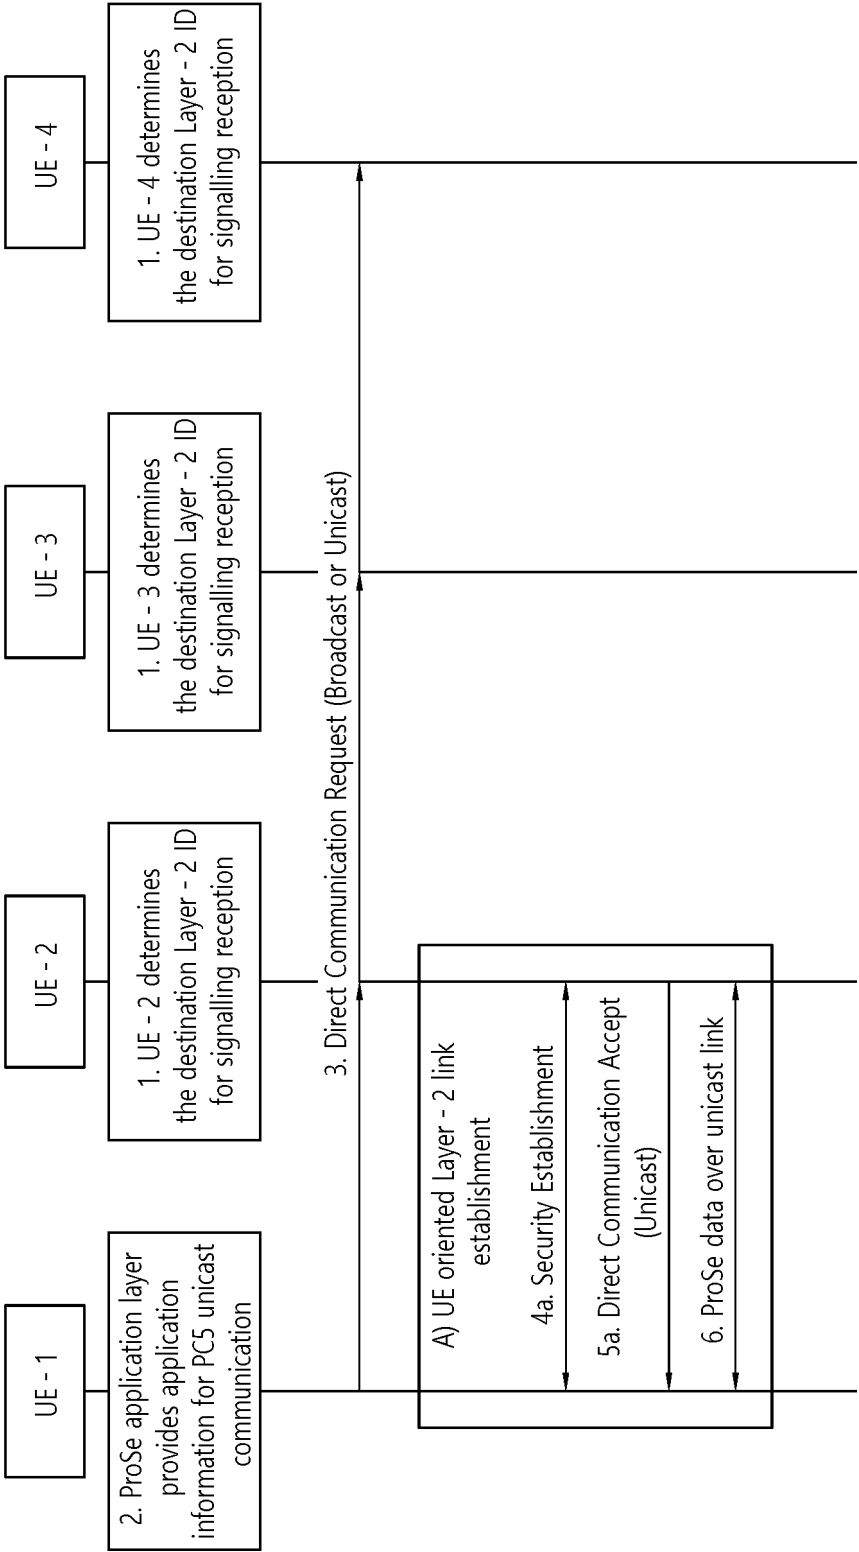 UE - 1
UE - 2
UE - 3
UE - 4
2. ProSe application layer
provides application
information for PC5 unicast
communication
1. UE - 2 determines
the destination Layer - 2 ID
for signalling reception
1. UE - 3 determines
the destination Layer - 2 ID
for signalling reception
1. UE - 4 determines
the destination Layer - 2 ID
for signalling reception
3. Direct Communication Request (Broadcast or Unicast)
A) UE oriented Layer - 2 link
establishment
4a. Security Establishment
5a. Direct Communication Accept
(Unicast)
6. ProSe data over unicast link